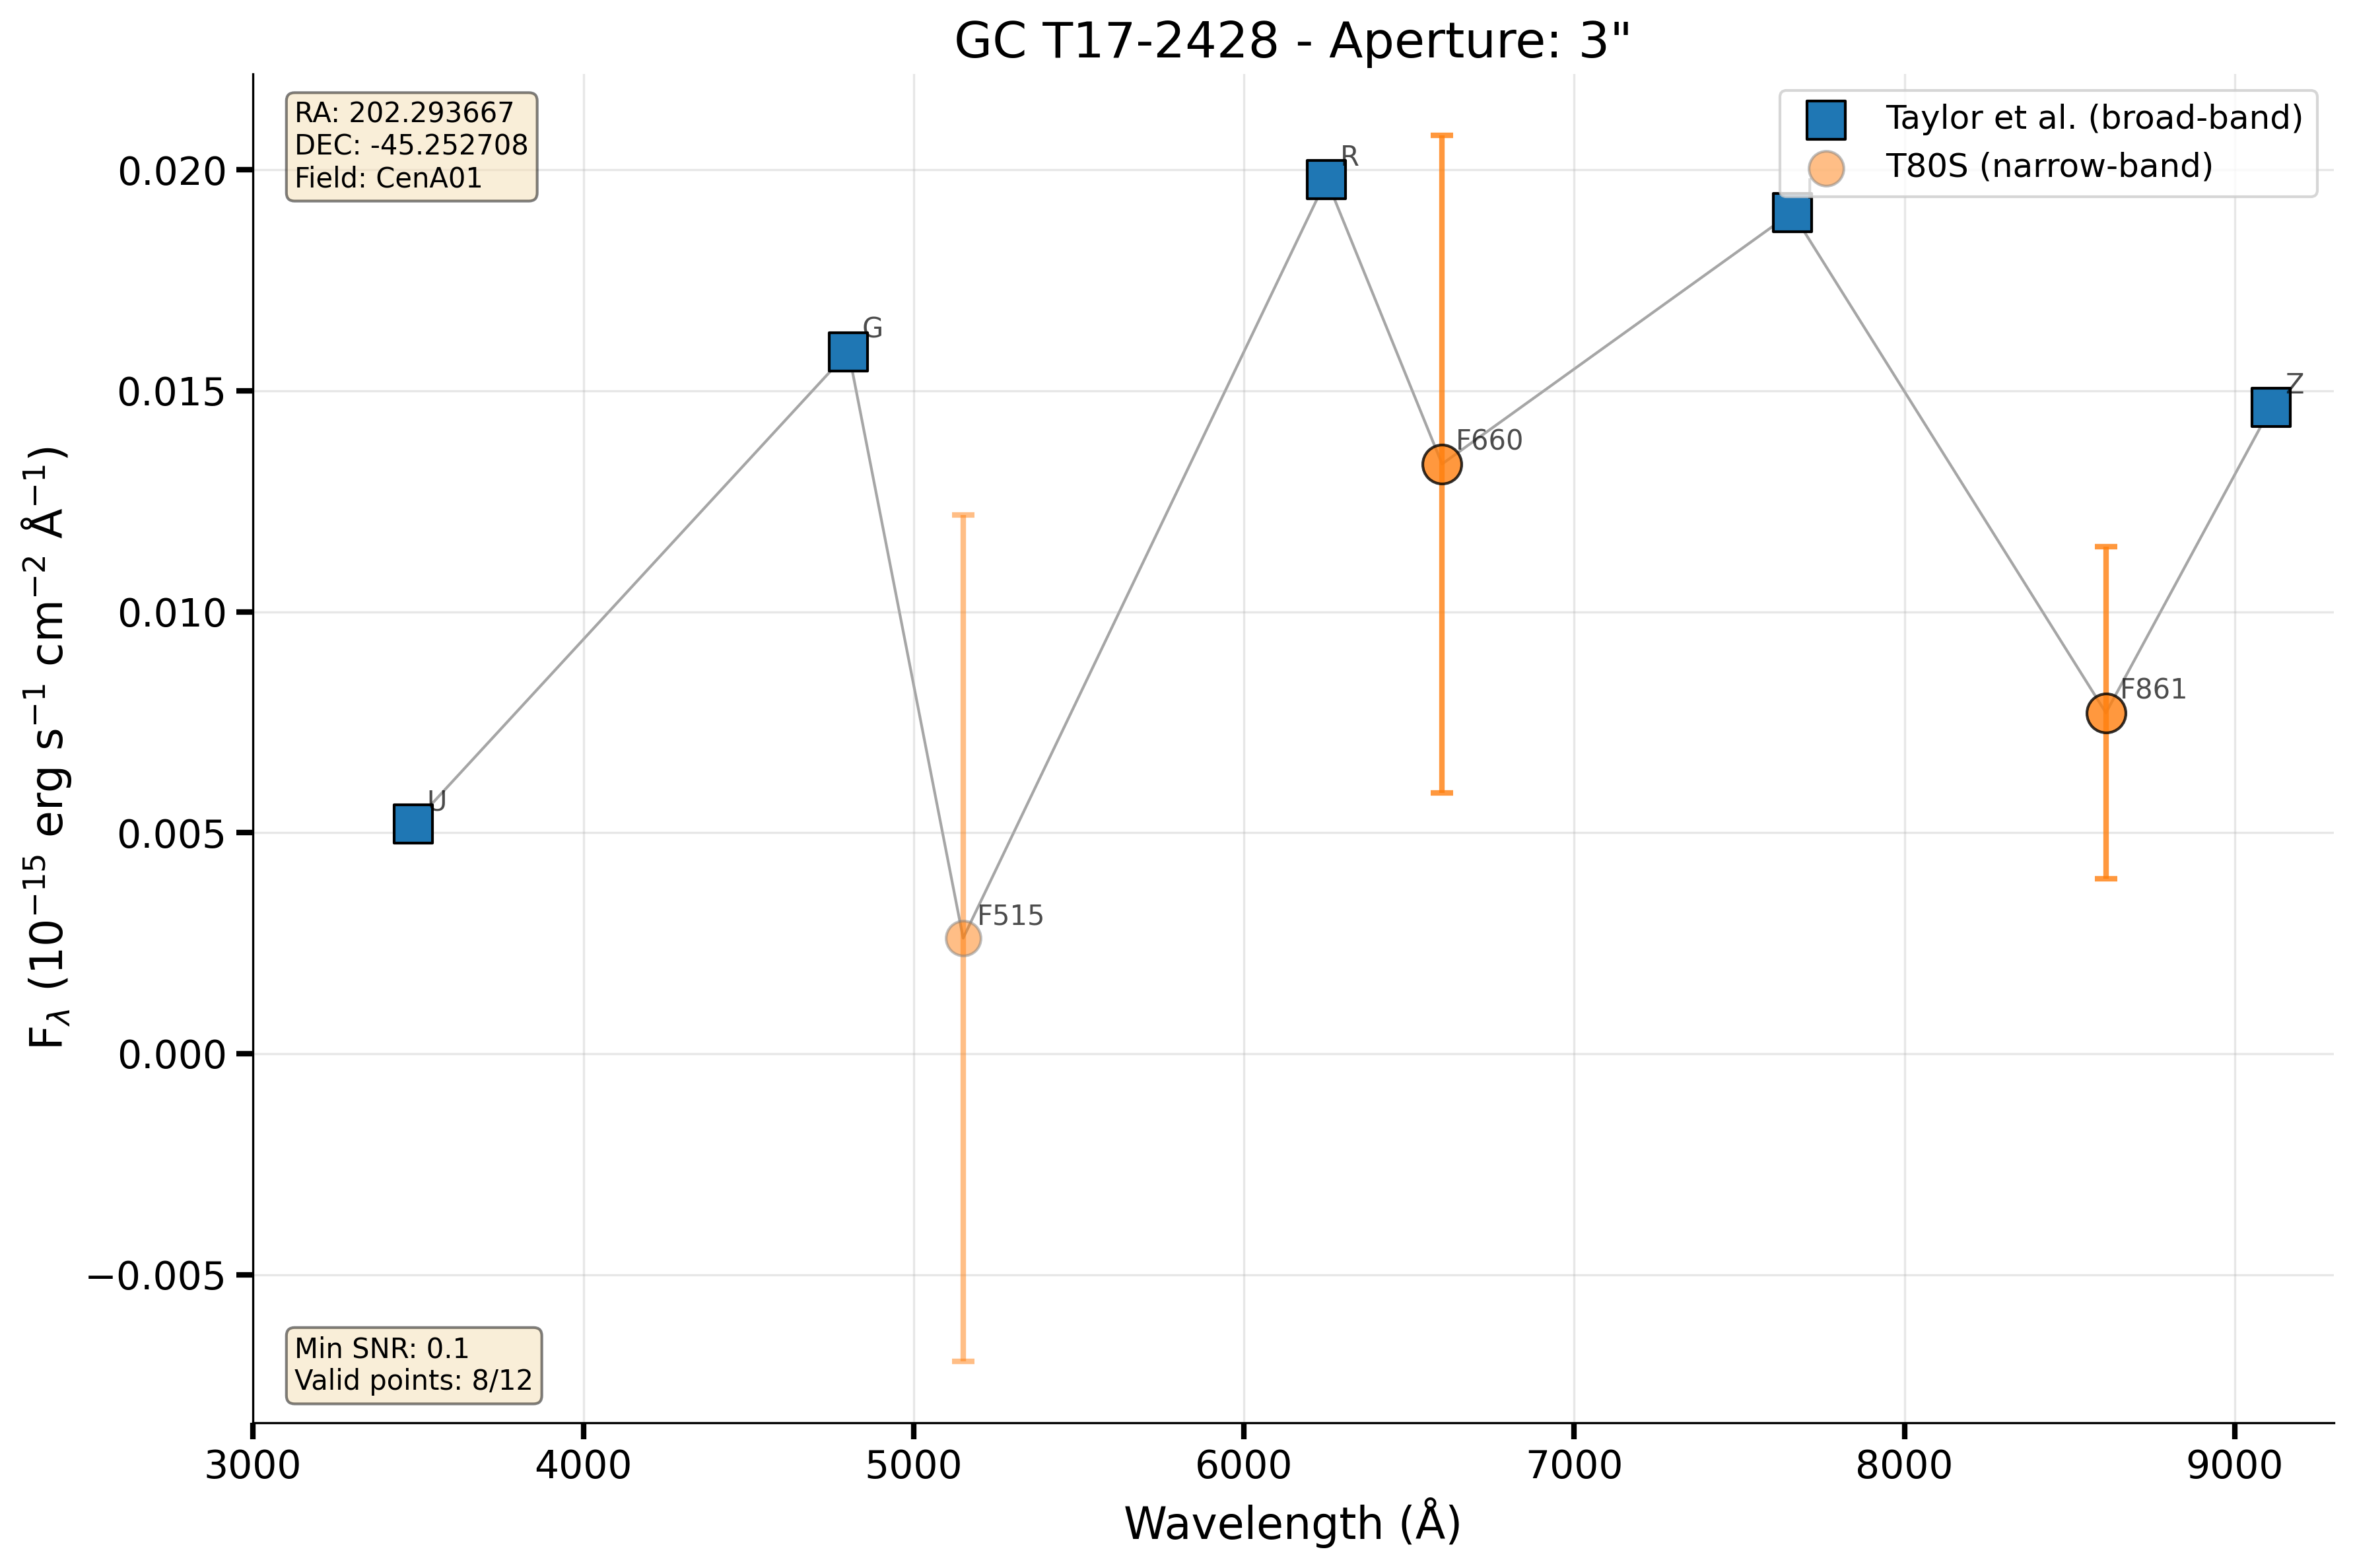 GC T17-2428 - Aperture: 3"
RA: 202.293667
DEC: -45.252708
Field: CenA01
Taylor et al. (broad-band)
T80S (narrow-band)
R
G
Z
F660
F861
U
F515
0.020
0.015
0.010
0.005
0.000
−0.005
F_λ (10⁻¹⁵ erg s⁻¹ cm⁻² Å⁻¹)
Min SNR: 0.1
Valid points: 8/12
3000 4000 5000 6000 7000 8000 9000
Wavelength (Å)